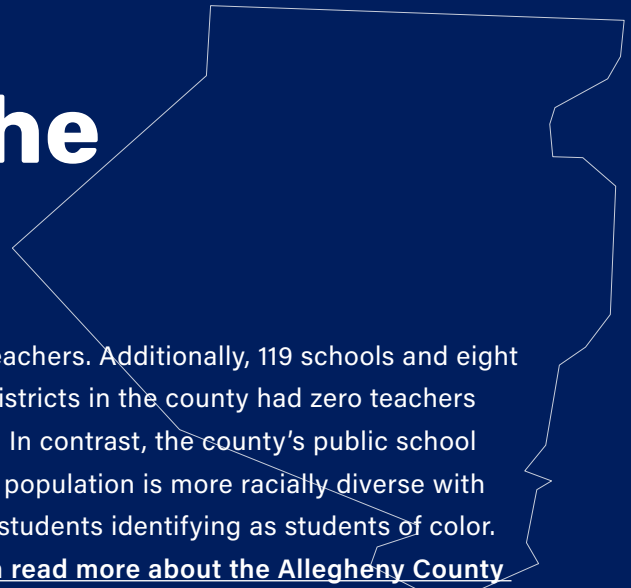 he
eachers. Additionally, 119 schools and eight
istricts in the county had zero teachers
In contrast, the county’s public school
population is more racially diverse with
students identifying as students of color.
read more about the Allegheny County